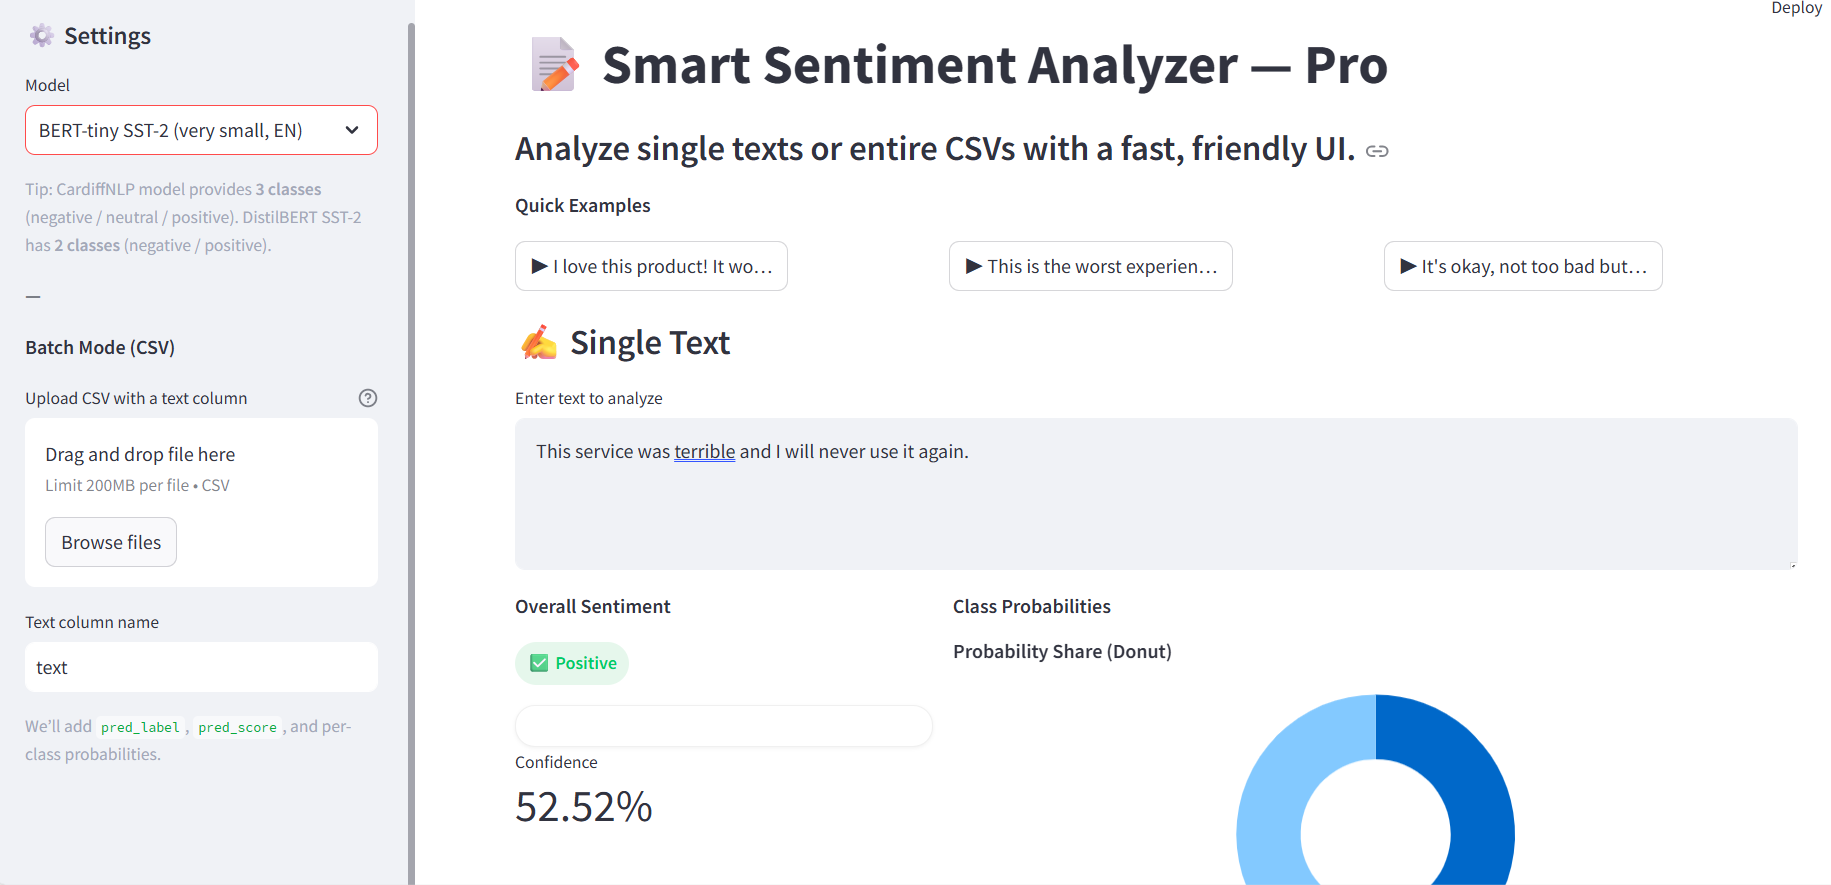 Settings
Model
BERT-tiny SST-2 (very small, EN)
Tip: CardiffNLP model provides 3 classes
(negative / neutral / positive). DistilBERT SST-2
has 2 classes (negative / positive).
—
Batch Mode (CSV)
Upload CSV with a text column
Drag and drop file here
Limit 200MB per file • CSV
Browse files
Text column name
text
We'll add pred_label, pred_score, and per-
class probabilities.
Deploy
Smart Sentiment Analyzer — Pro
Analyze single texts or entire CSVs with a fast, friendly UI.
Quick Examples
▶ I love this product! It wo...
▶ This is the worst experien...
▶ It's okay, not too bad but...
Single Text
Enter text to analyze
This service was terrible and I will never use it again.
Overall Sentiment
Positive
Confidence
52.52%
Class Probabilities
Probability Share (Donut)